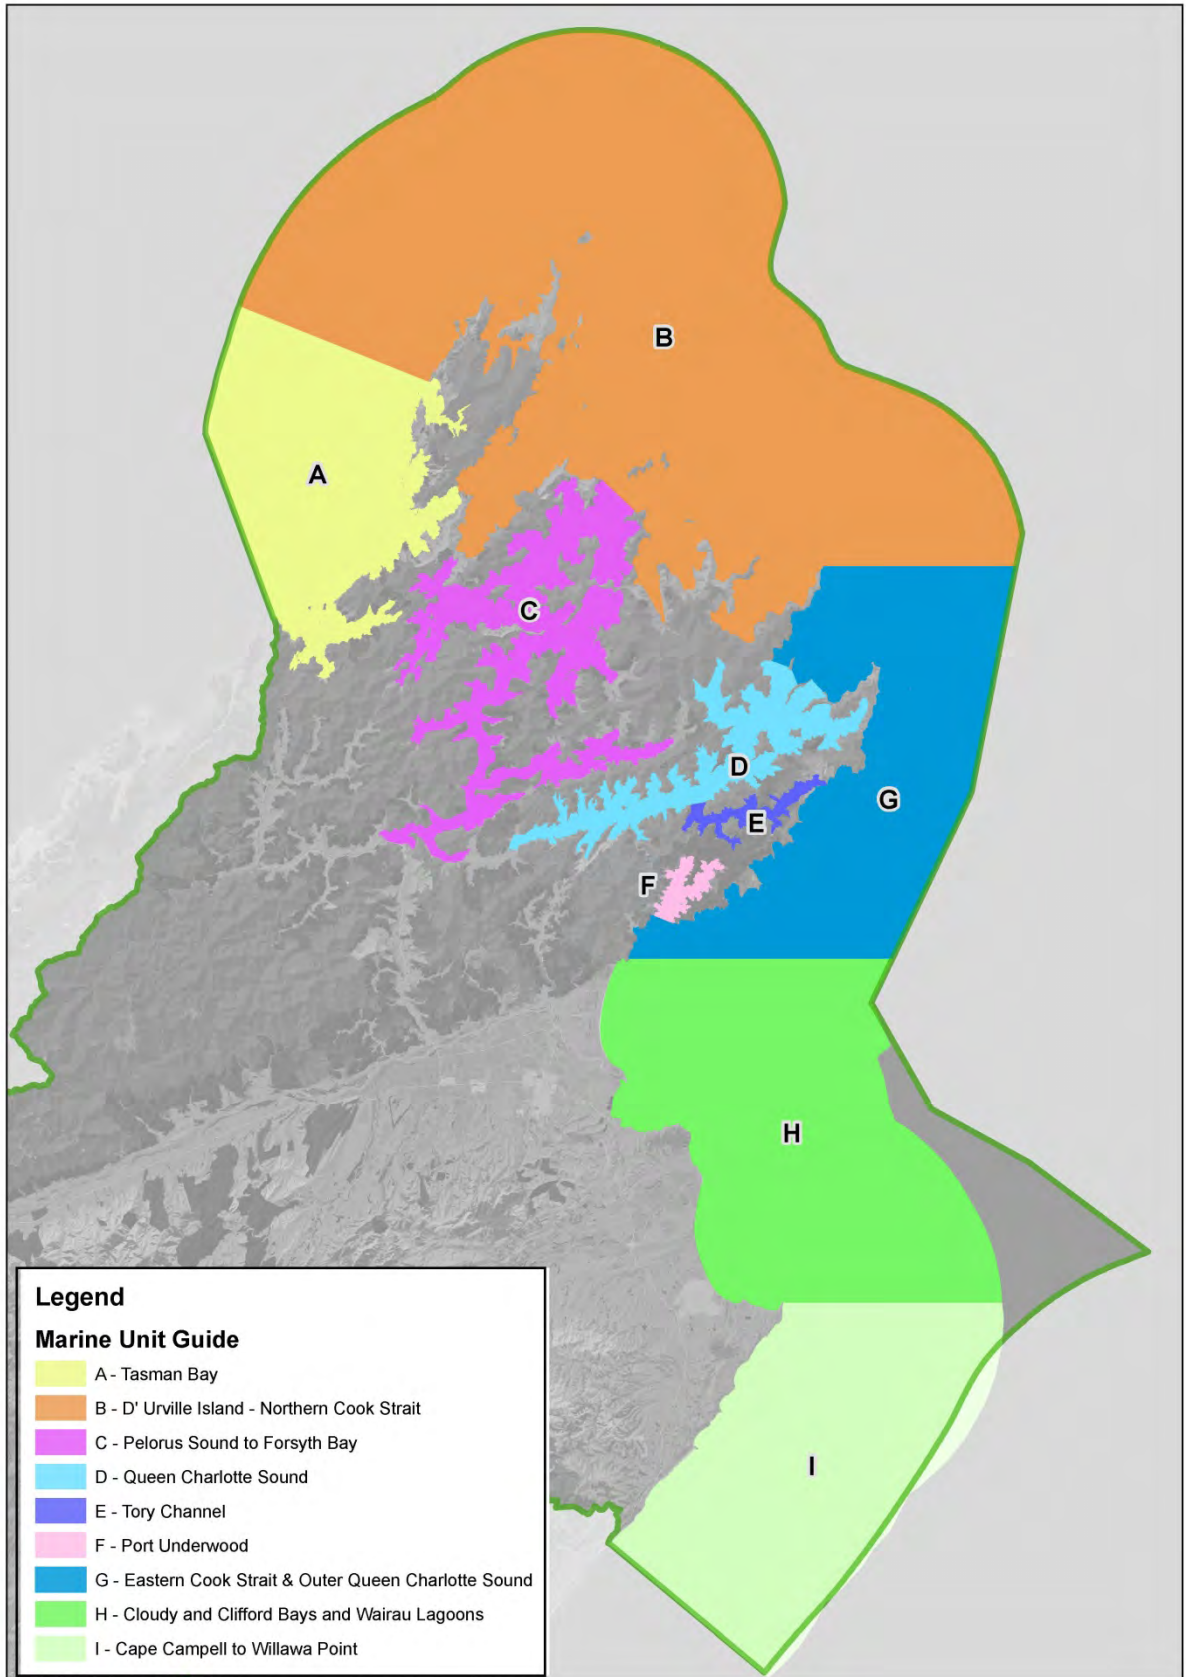 B
A
C
D
E
G
F
H
I
Legend
Marine Unit Guide
A - Tasman Bay
B - D' Urville Island - Northern Cook Strait
C - Pelorus Sound to Forsyth Bay
D - Queen Charlotte Sound
E - Tory Channel
F - Port Underwood
G - Eastern Cook Strait & Outer Queen Charlotte Sound
H - Cloudy and Clifford Bays and Wairau Lagoons
I - Cape Campell to Willawa Point